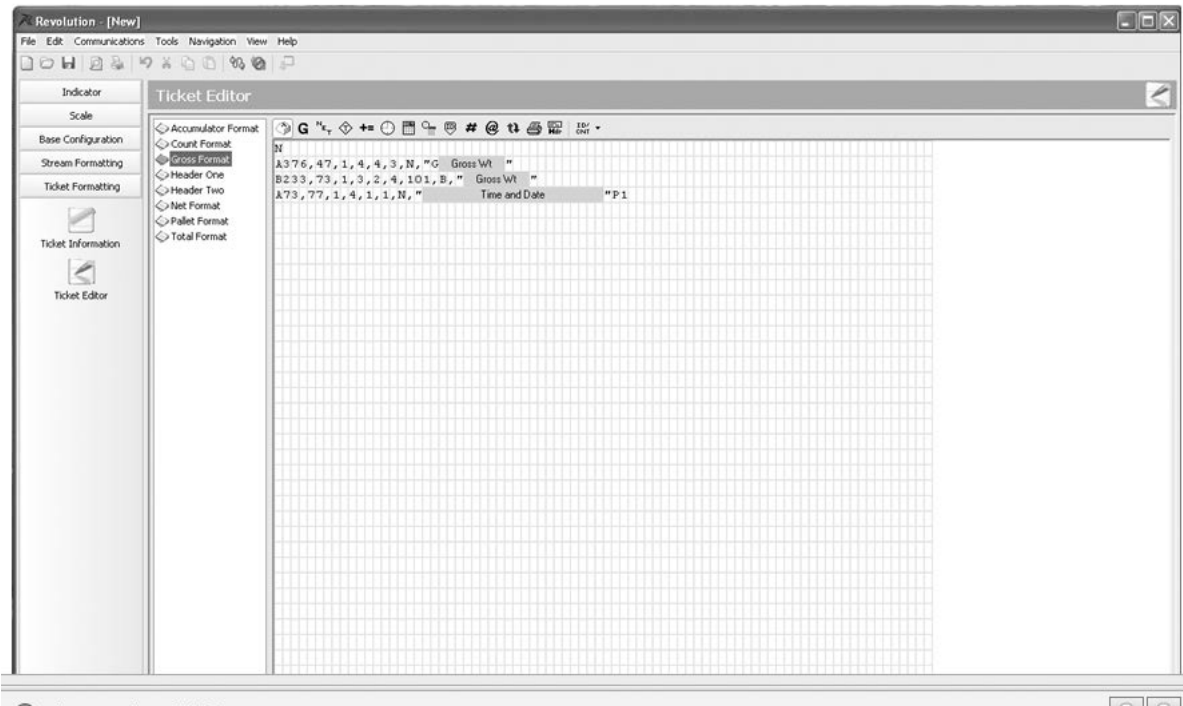 Revolution - [New]
File Edit Communications Tools Navigation View Help
Indicator
Scale
Base Configuration
Stream Formatting
Ticket Formatting
Ticket Information
Ticket Editor
Ticket Editor
Accumulator Format
Count Format
Gross Format
Header One
Header Two
Net Format
Pallet Format
Total Format
G N E T T += # @ Hdr ID/ CNT
N
A376,47,1,4,4,3,N,"G Gross Wt "
B233,73,1,3,2,4,101,B," Gross Wt "
A73,77,1,4,1,1,N," Time and Date "P1